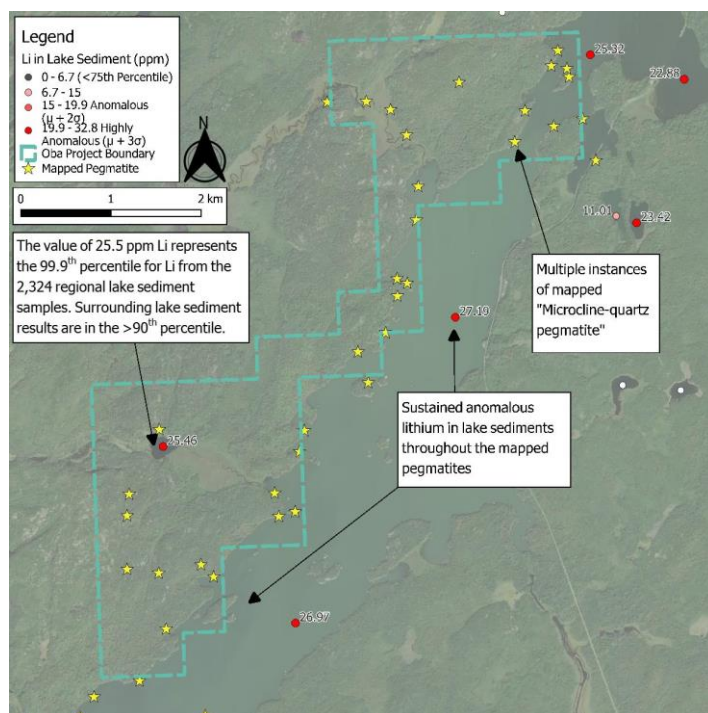 Legend
Li in Lake Sediment (ppm)
0 - 6.7 (<75th Percentile)
6.7 - 15
15 - 19.9 Anomalous
(μ + 2σ)
19.9 - 32.8 Highly
Anomalous (μ + 3σ)
Oba Project Boundary
Mapped Pegmatite
N
0 1 2 km
25.32
22.88
11.01
23.42
The value of 25.5 ppm Li represents
the 99.9th percentile for Li from the
2,324 regional lake sediment
samples. Surrounding lake sediment
results are in the >90th percentile.
Multiple instances
of mapped
"Microcline-quartz
pegmatite"
27.19
Sustained anomalous
lithium in lake sediments
throughout the mapped
pegmatites
25.46
26.97